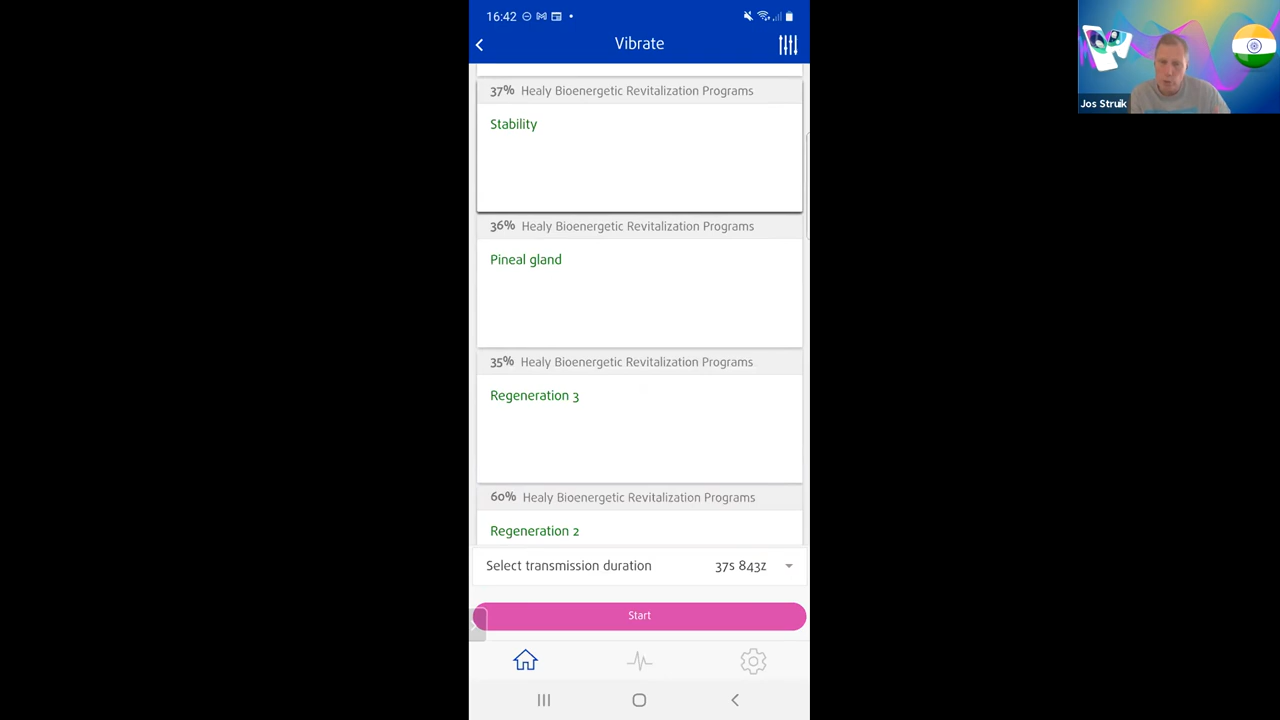 16:42
Vibrate
37% Healy Bioenergetic Revitalization Programs
Stability
36% Healy Bioenergetic Revitalization Programs
Pineal gland
35% Healy Bioenergetic Revitalization Programs
Regeneration 3
60% Healy Bioenergetic Revitalization Programs
Regeneration 2
Select transmission duration 37s 843z
Start
Jos Struik